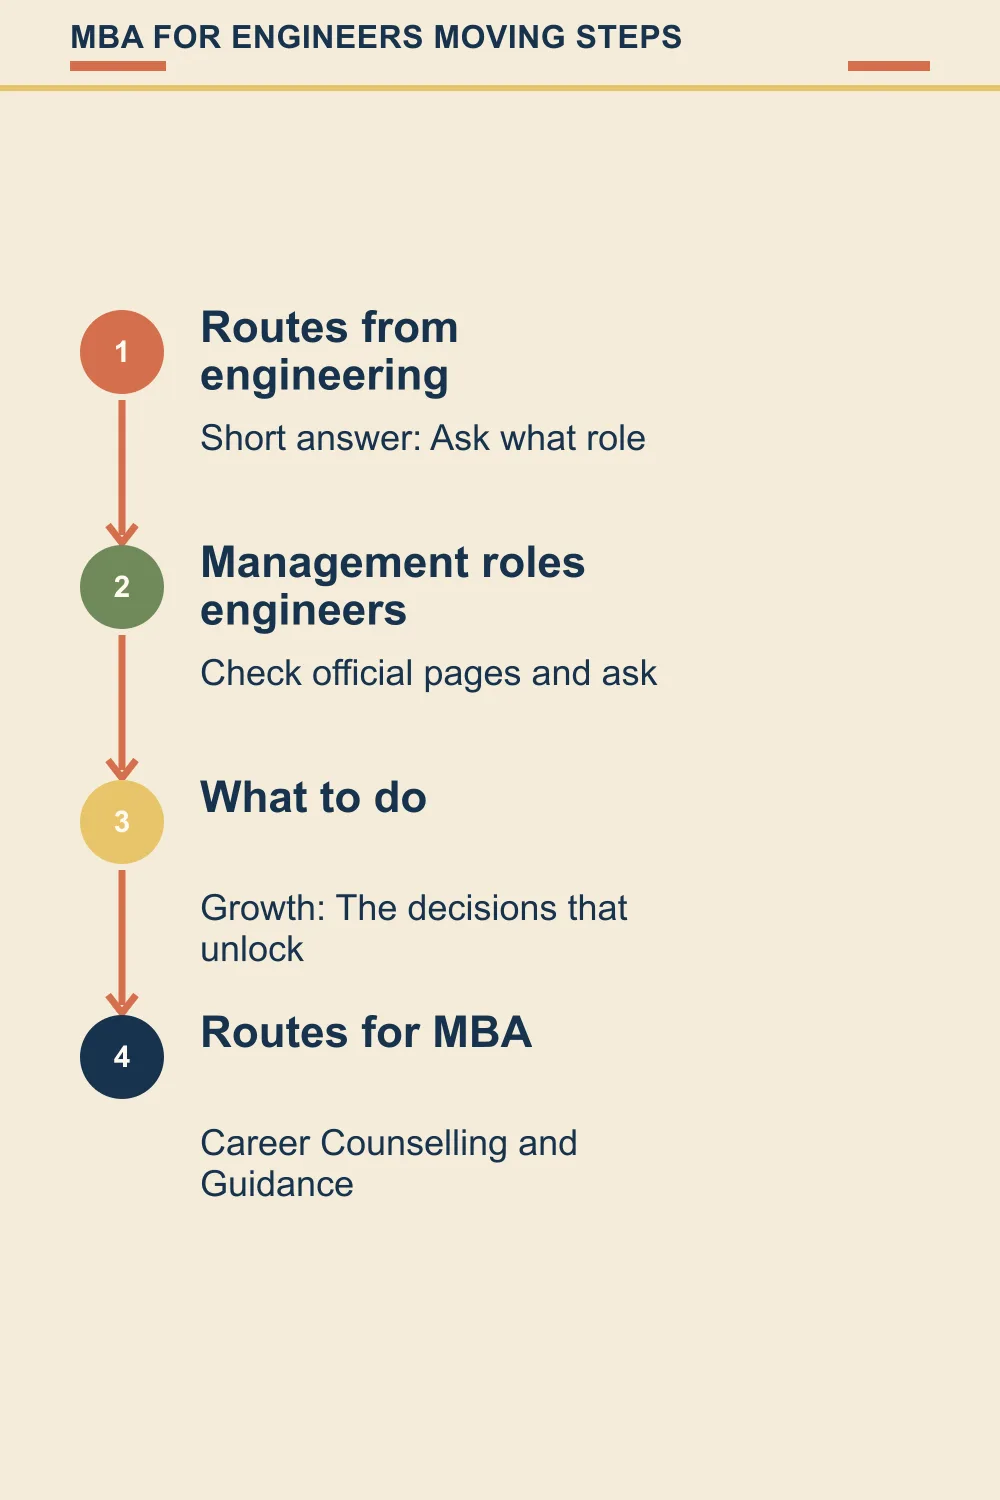 MBA FOR ENGINEERS MOVING STEPS
1
Routes from
engineering
Short answer: Ask what role
2
Management roles
engineers
Check official pages and ask
3
What to do
Growth: The decisions that
unlock
4
Routes for MBA
Career Counselling and
Guidance